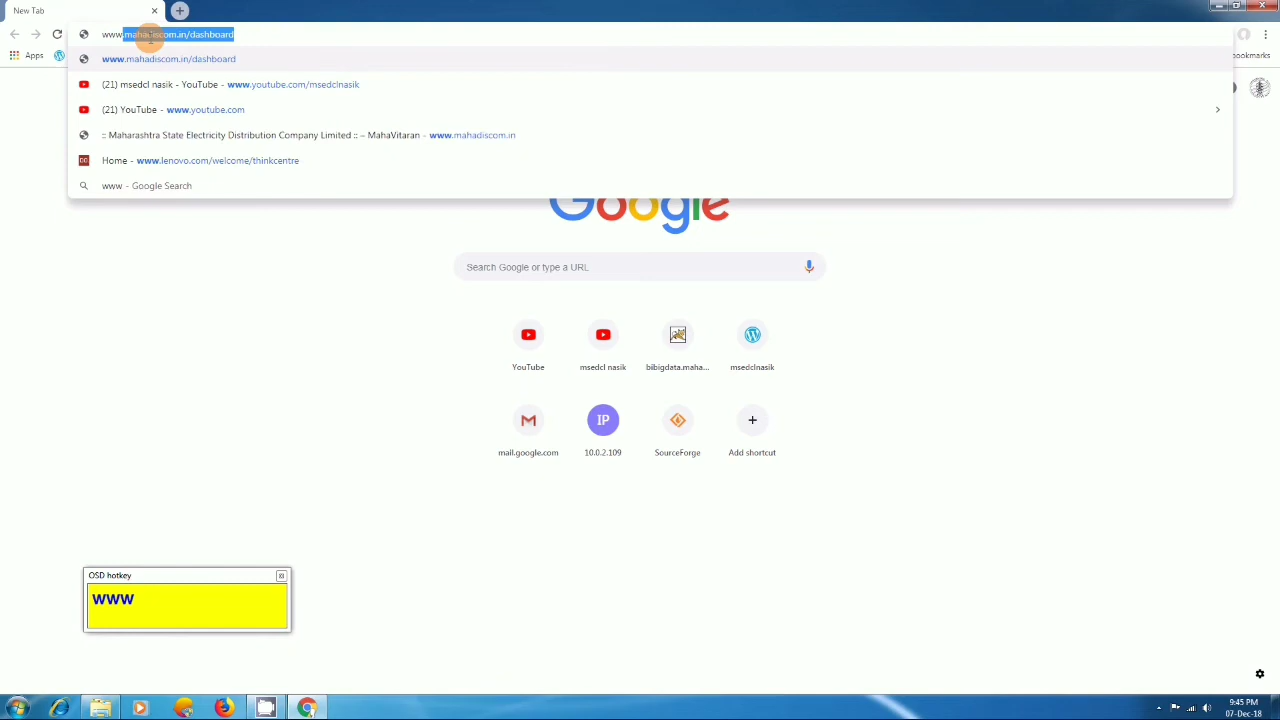 New Tab
www.mahadiscom.in/dashboard
Apps
bookmarks
www.mahadiscom.in/dashboard
(21) msedcl nasik - YouTube - www.youtube.com/msedclnasik
(21) YouTube - www.youtube.com
:: Maharashtra State Electricity Distribution Company Limited :: – MahaVitaran - www.mahadiscom.in
Home - www.lenovo.com/welcome/thinkcentre
www - Google Search
Google
Search Google or type a URL
YouTube
msedcl nasik
bibigdata.maha...
msedclnasik
IP
mail.google.com
10.0.2.109
SourceForge
Add shortcut
OSD hotkey
WWW
9:45 PM
07-Dec-18